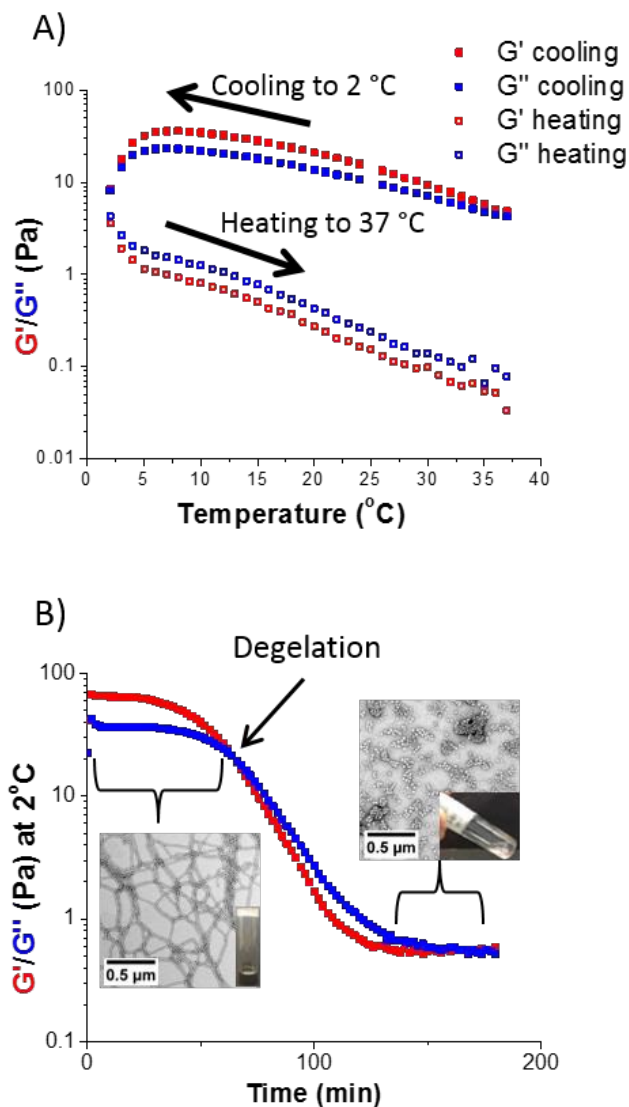 A)
G' cooling
G" cooling
G' heating
G" heating
Cooling to 2 °C
Heating to 37 °C
100
10
1
0.1
0.01
G'/G" (Pa)
0 5 10 15 20 25 30 35 40
Temperature (°C)
B)
Degelation
100
10
1
0.1
G'/G" (Pa) at 2°C
0.5 µm
0.5 µm
0 100 200
Time (min)